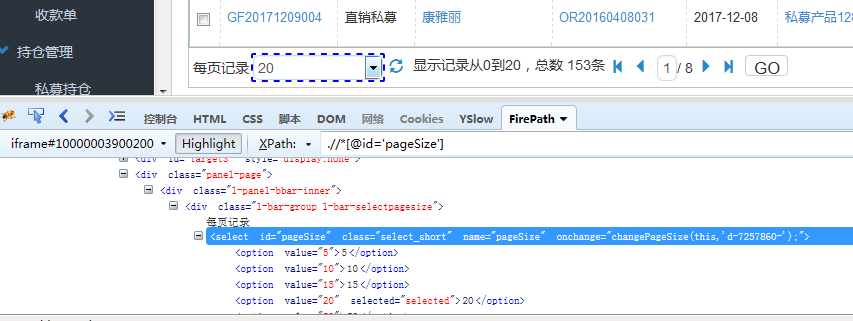 收款单
持仓管理
私募持仓
GF20171209004 直销私募 康雅丽 OR20160408031 2017-12-08 私募产品128
每页记录 20 显示记录从0到20，总数 153条 1 / 8 GO
控制台 HTML CSS 脚本 DOM 网络 Cookies YSlow FirePath
iframe#10000003900200 Highlight XPath: .//*[@id='pageSize']
<div id="Target3" style="display:none">
<div class="panel-page">
<div class="l-panel-bbar-inner">
<div class="l-bar-group l-bar-selectpagesize">
每页记录
<select id="pageSize" class="select_short" name="pageSize" onchange="changePageSize(this,'d-7257860-');">
<option value="5">5</option>
<option value="10">10</option>
<option value="15">15</option>
<option value="20" selected="selected">20</option>